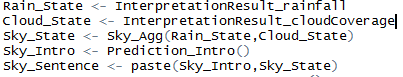 Rain_State <- InterpretationResult_rainfall
Cloud_State <- InterpretationResult_cloudCoverage
Sky_State <- Sky_Agg(Rain_State,Cloud_State)
Sky_Intro <- Prediction_Intro()
Sky_Sentence <- paste(Sky_Intro,Sky_State)